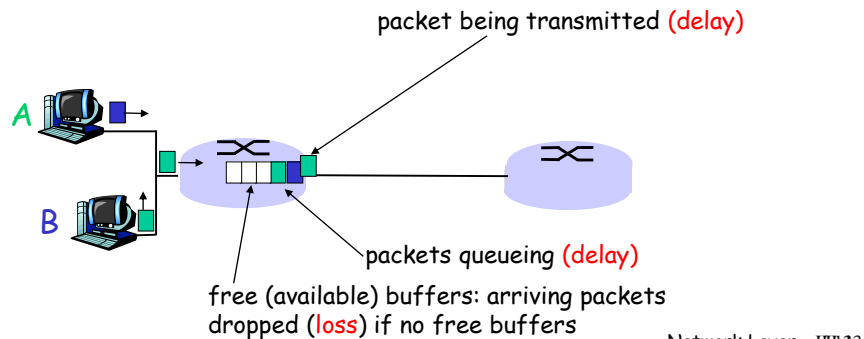 packet being transmitted (delay)
A
B
packets queueing (delay)
free (available) buffers: arriving packets
dropped (loss) if no free buffers